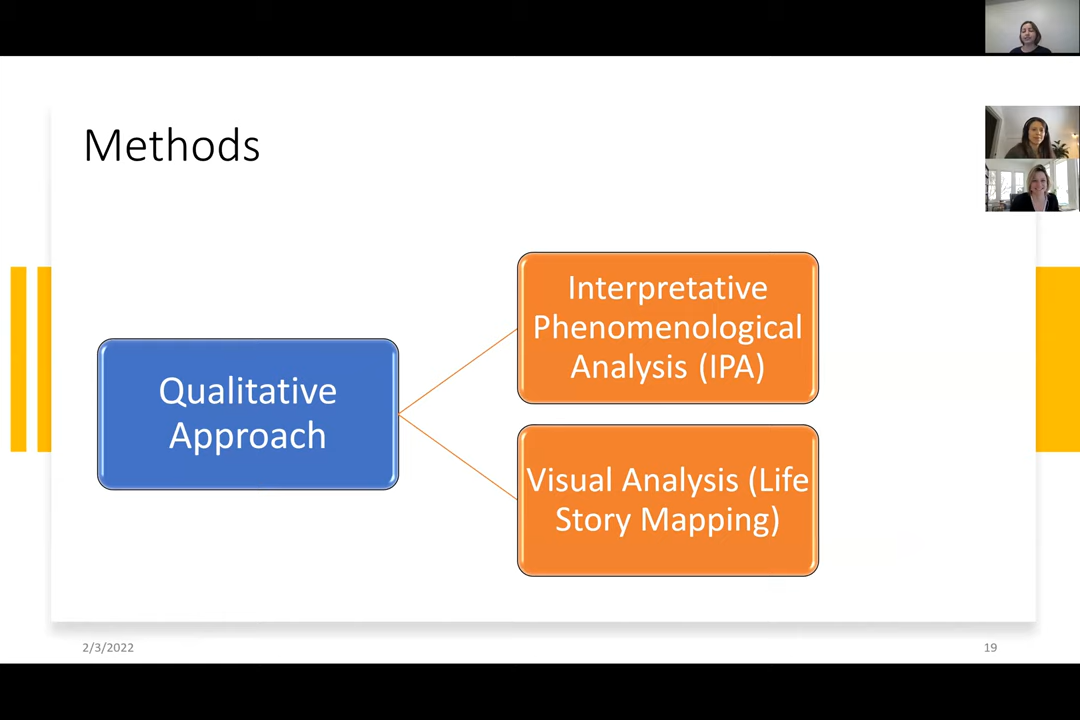 Methods
Qualitative
Approach
Interpretative
Phenomenological
Analysis (IPA)
Visual Analysis (Life
Story Mapping)
2/3/2022
19